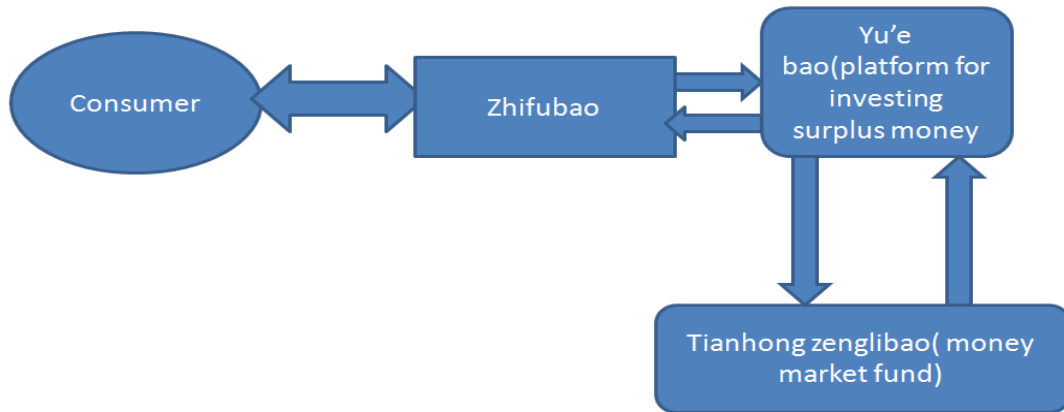 Consumer
Zhifubao
Yu’e
bao(platform for
investing
surplus money
Tianhong zenglibao( money
market fund)